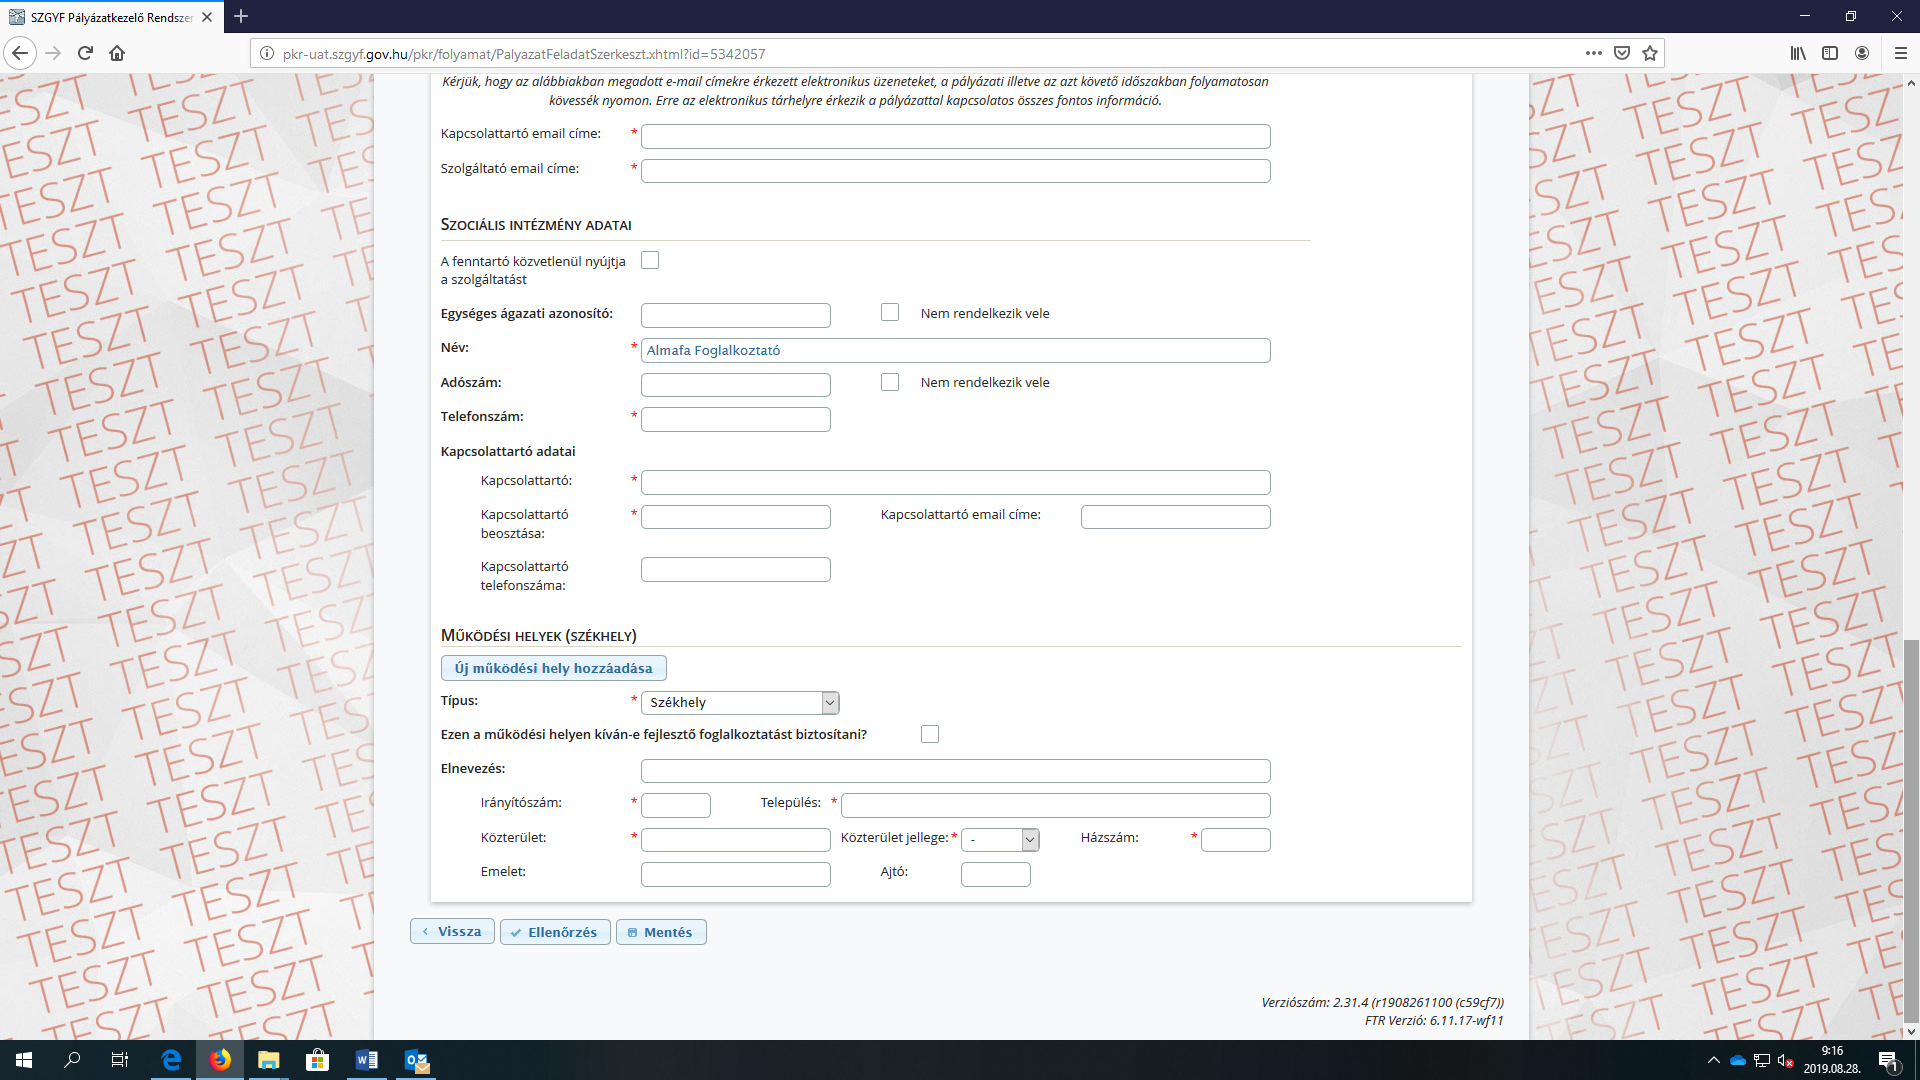 SZGYF Pályázatkezelő Rendszer
pkr-uat.szgyf.gov.hu/pkr/folyamat/PalyazatFeladatSzerkeszt.xhtml?id=5342057
Kérjük, hogy az alábbiakban megadott e-mail címekre érkezett elektronikus üzeneteket, a pályázati illetve az azt követő időszakban folyamatosan
kövessék nyomon. Erre az elektronikus tárhelyre érkezik a pályázattal kapcsolatos összes fontos információ.
Kapcsolattartó email címe: *
Szolgáltató email címe: *
SZOCIÁLIS INTÉZMÉNY ADATAI
A fenntartó közvetlenül nyújtja
a szolgáltatást
Egységes ágazati azonosító: Nem rendelkezik vele
Név: * Almafa Foglalkoztató
Adószám: Nem rendelkezik vele
Telefonszám: *
Kapcsolattartó adatai
Kapcsolattartó: *
Kapcsolattartó
beosztása: * Kapcsolattartó email címe:
Kapcsolattartó
telefonszáma:
MŰKÖDÉSI HELYEK (SZÉKHELY)
Új működési hely hozzáadása
Típus: * Székhely
Ezen a működési helyen kíván-e fejlesztő foglalkoztatást biztosítani?
Elnevezés:
Irányítószám: * Település: *
Közterület: * Közterület jellege: * - Házszám: *
Emelet: Ajtó:
Vissza Ellenőrzés Mentés
Verziószám: 2.31.4 (r1908261100 (c59cf7))
FTR Verzió: 6.11.17-wf11
TESZT
9:16
2019.08.28.
1